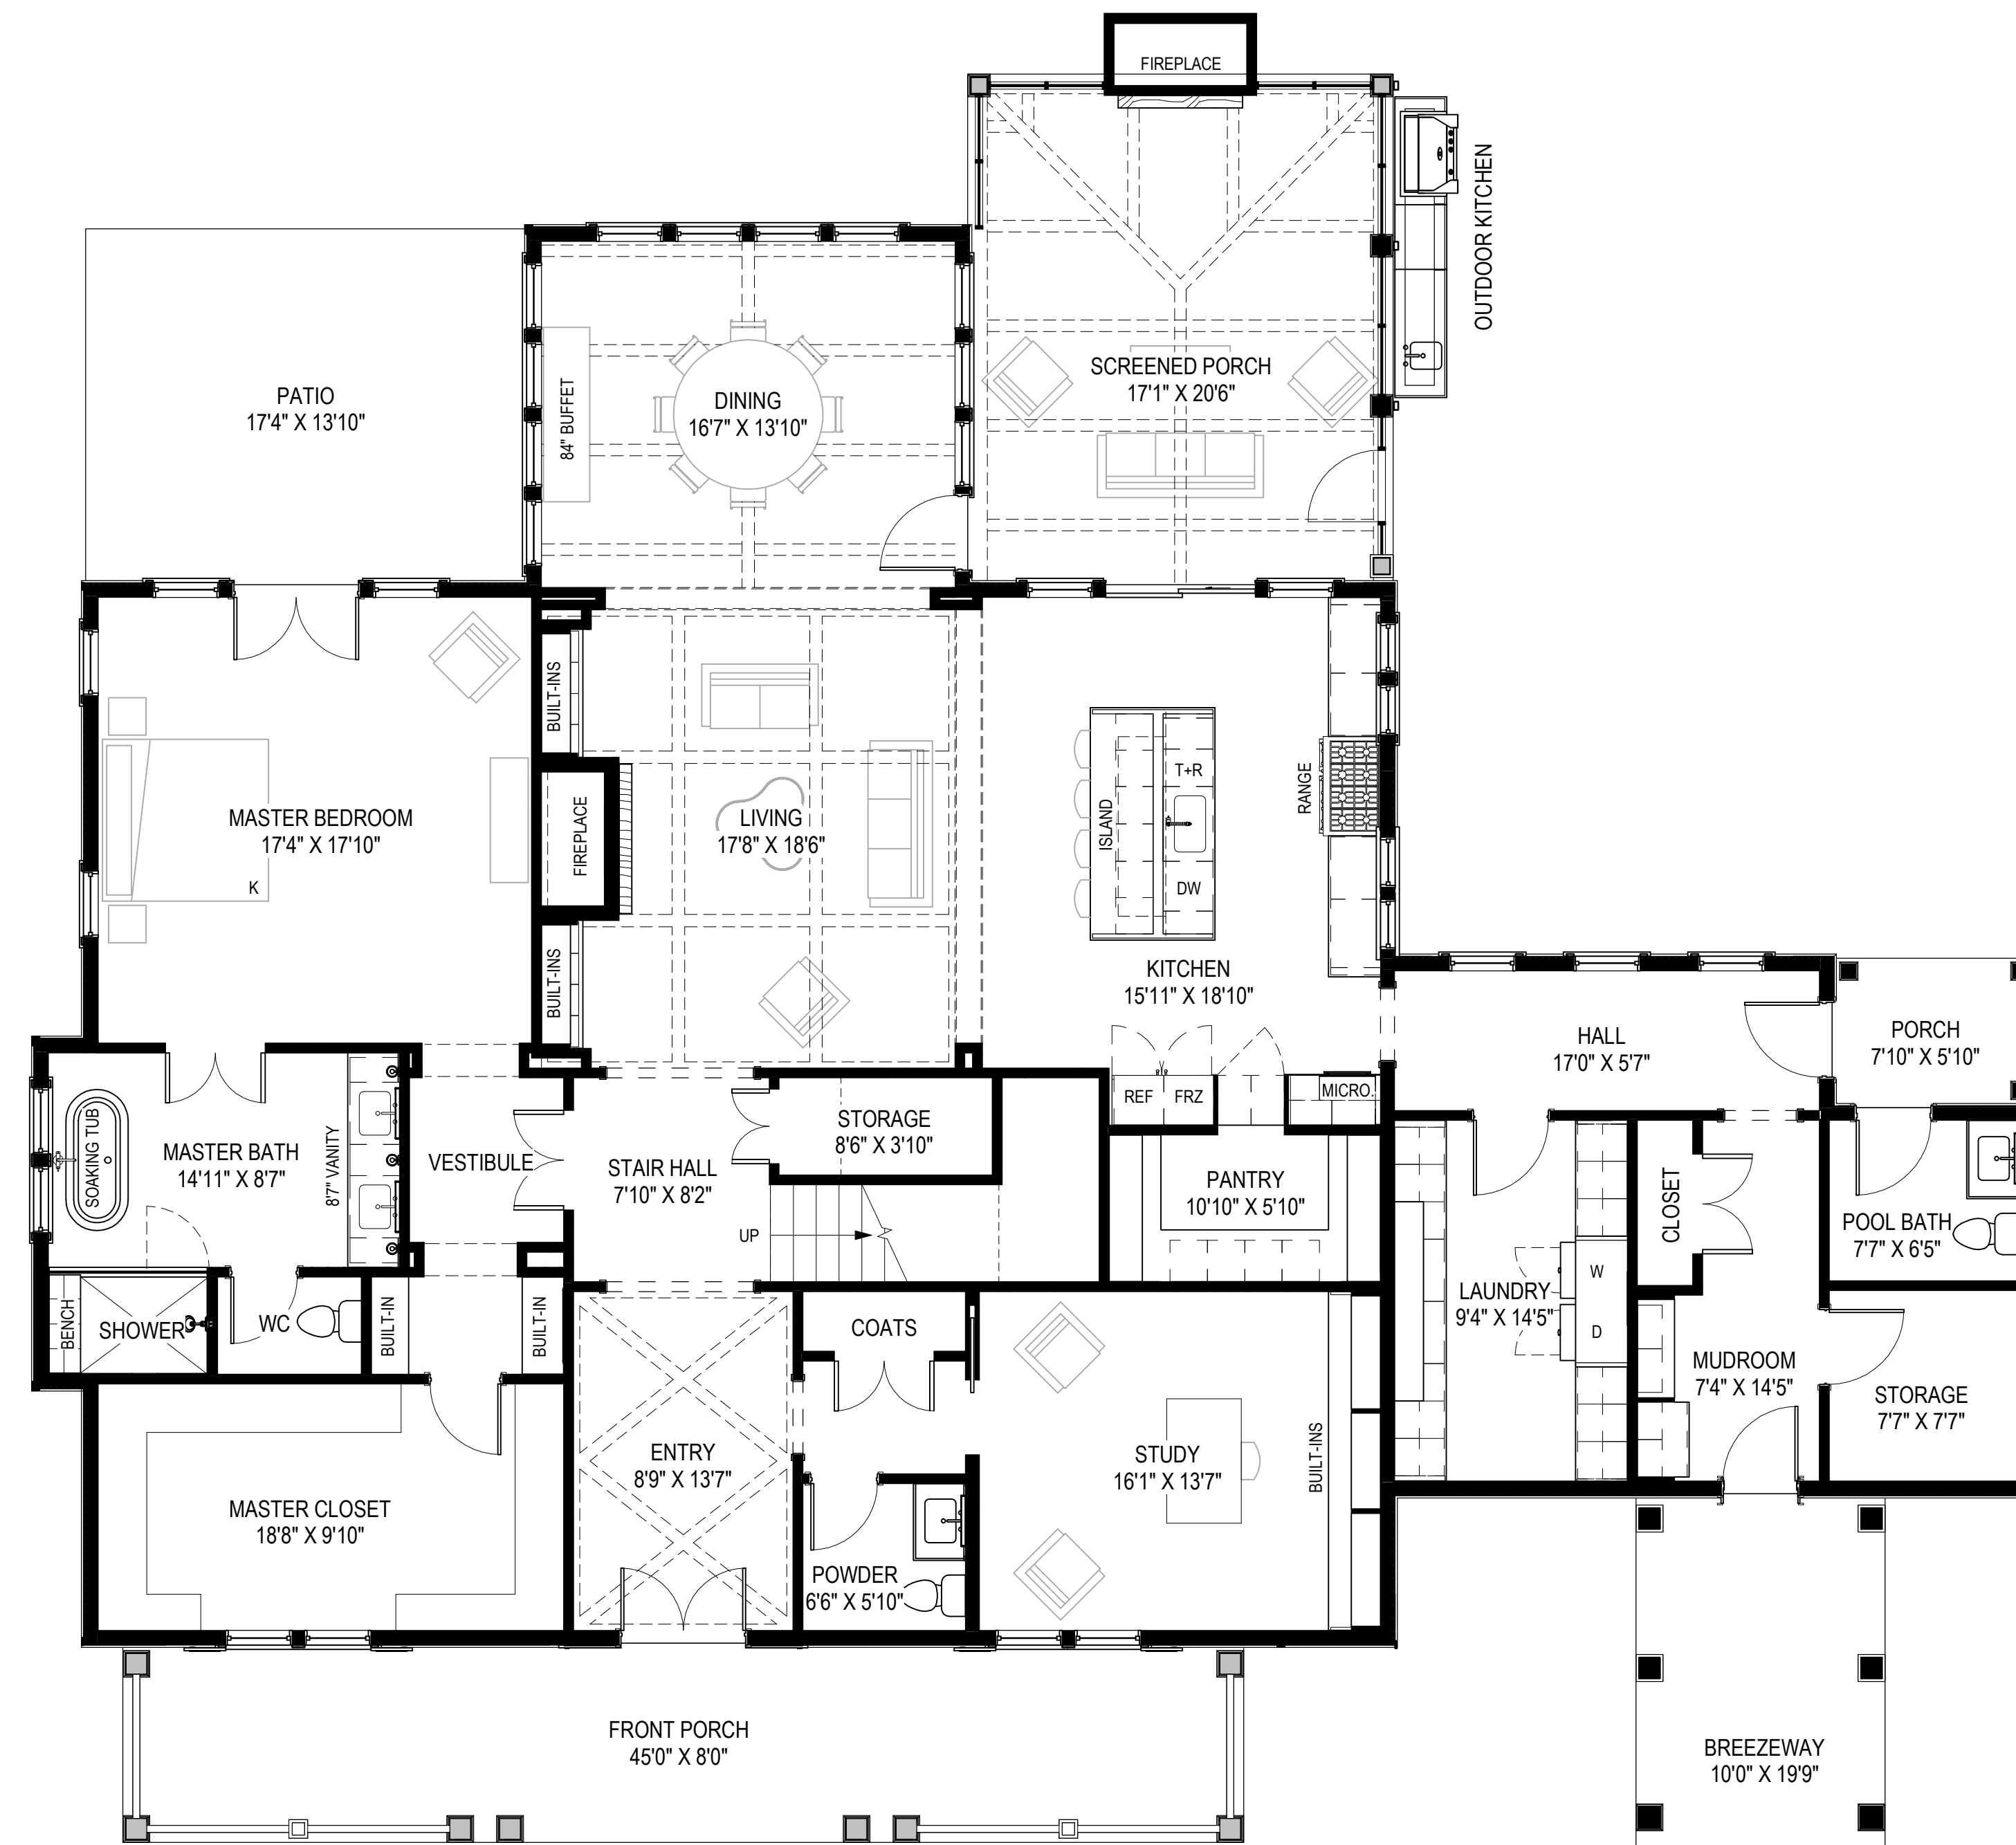 FIREPLACE
OUTDOOR KITCHEN
PATIO
17'4" X 13'10"
84" BUFFET
DINING
16'7" X 13'10"
SCREENED PORCH
17'1" X 20'6"
BUILT-INS
MASTER BEDROOM
17'4" X 17'10"
K
FIREPLACE
LIVING
17'8" X 18'6"
BUILT-INS
ISLAND
T+R
DW
RANGE
KITCHEN
15'11" X 18'10"
REF
FRZ
MICRO.
HALL
17'0" X 5'7"
PORCH
7'10" X 5'10"
SOAKING TUB
MASTER BATH
14'11" X 8'7"
8'7" VANITY
VESTIBULE
STAIR HALL
7'10" X 8'2"
STORAGE
8'6" X 3'10"
UP
PANTRY
10'10" X 5'10"
CLOSET
POOL BATH
7'7" X 6'5"
LAUNDRY
9'4" X 14'5"
W
D
BENCH
SHOWER
WC
BUILT-IN
BUILT-IN
COATS
MUDROOM
7'4" X 14'5"
STORAGE
7'7" X 7'7"
ENTRY
8'9" X 13'7"
STUDY
16'1" X 13'7"
BUILT-INS
MASTER CLOSET
18'8" X 9'10"
POWDER
6'6" X 5'10"
FRONT PORCH
45'0" X 8'0"
BREEZEWAY
10'0" X 19'9"